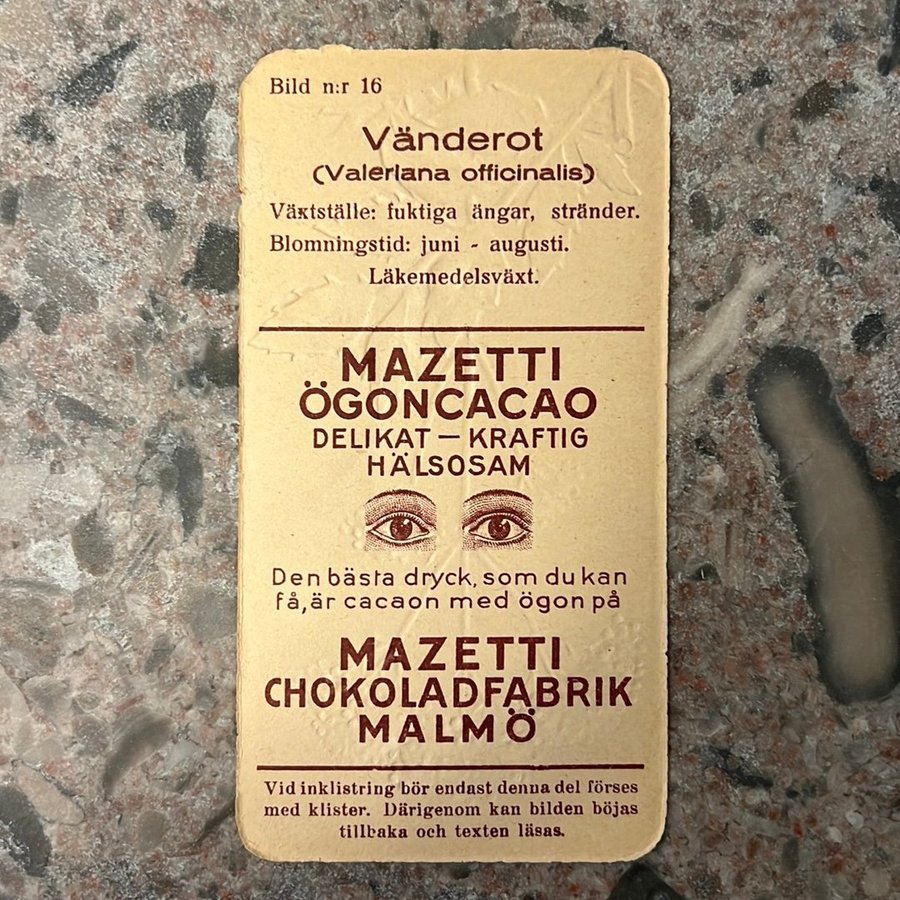 Bild n:r 16
Vänderot
(Valeriana officinalis)
Växtställe: fuktiga ängar, stränder.
Blomningstid: juni - augusti.
Läkemedelsväxt.
MAZETTI
ÖGONCACAO
DELIKAT — KRAFTIG
HÄLSOSAM
Den bästa dryck, som du kan
få, är cacaon med ögon på
MAZETTI
CHOKOLADFABRIK
MALMÖ
Vid inklistring bör endast denna del förses
med klister. Därigenom kan bilden böjas
tillbaka och texten läsas.